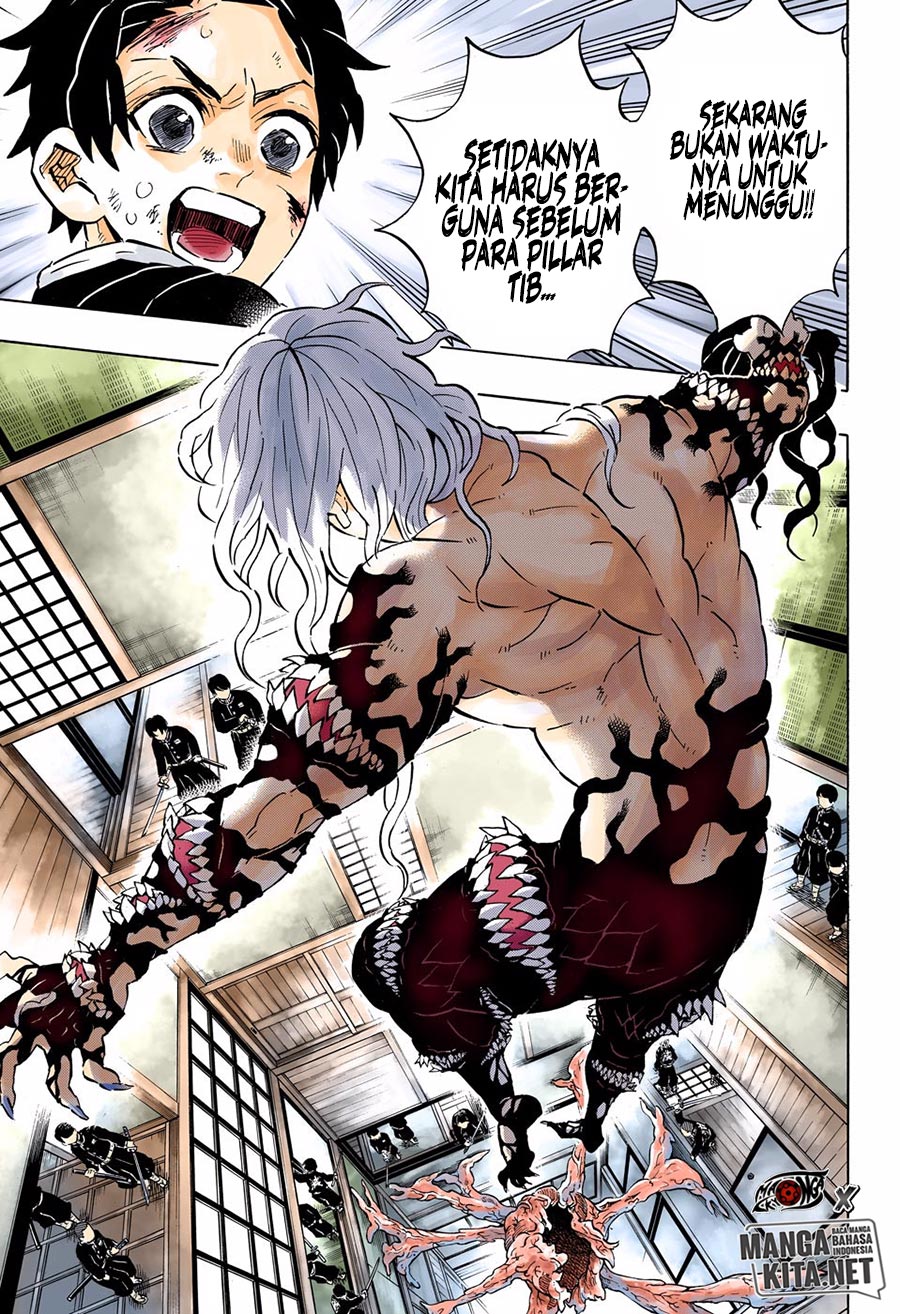 SEKARANG
BUKAN WAKTU-
NYA UNTUK
MENUNGGU!!
SETIDAKNYA
KITA HARUS BER-
GUNA SEBELUM
PARA PILLAR
TIB...
X
MANGA
BACA MANGA
BAHASA
INDONESIA
KITA.NET